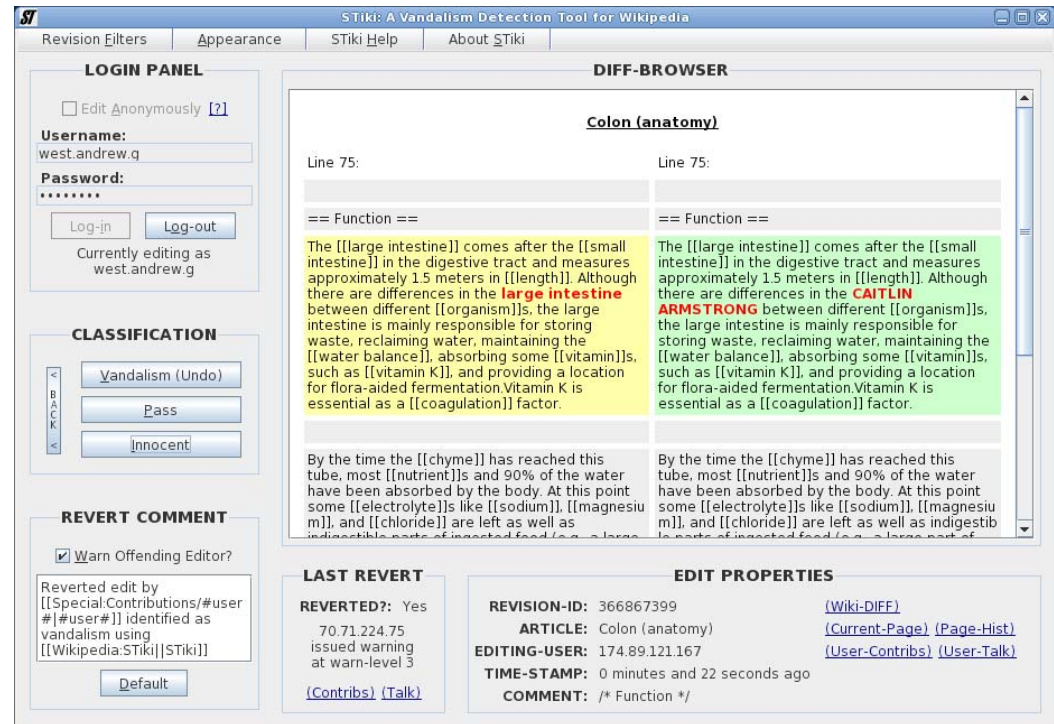 ST
STiki: A Vandalism Detection Tool for Wikipedia
Revision Filters
Appearance
STiki Help
About STiki
LOGIN PANEL
Edit Anonymously [?]
Username:
west.andrew.g
Password:
••••••••
Log-in
Log-out
Currently editing as
west.andrew.g
CLASSIFICATION
< BACK <
Vandalism (Undo)
Pass
Innocent
REVERT COMMENT
Warn Offending Editor?
Reverted edit by
[[Special:Contributions/#user
#|#user#]] identified as
vandalism using
[[Wikipedia:STiki||STiki]]
Default
DIFF-BROWSER
Colon (anatomy)
Line 75:
== Function ==
The [[large intestine]] comes after the [[small
intestine]] in the digestive tract and measures
approximately 1.5 meters in [[length]]. Although
there are differences in the large intestine
between different [[organism]]s, the large
intestine is mainly responsible for storing
waste, reclaiming water, maintaining the
[[water balance]], absorbing some [[vitamin]]s,
such as [[vitamin K]], and providing a location
for flora-aided fermentation.Vitamin K is
essential as a [[coagulation]] factor.
By the time the [[chyme]] has reached this
tube, most [[nutrient]]s and 90% of the water
have been absorbed by the body. At this point
some [[electrolyte]]s like [[sodium]], [[magnesiu
m]], and [[chloride]] are left as well as
indigestible parts of ingested food (e.g., a large
Line 75:
== Function ==
The [[large intestine]] comes after the [[small
intestine]] in the digestive tract and measures
approximately 1.5 meters in [[length]]. Although
there are differences in the CAITLIN
ARMSTRONG between different [[organism]]s,
the large intestine is mainly responsible for
storing waste, reclaiming water, maintaining the
[[water balance]], absorbing some [[vitamin]]s,
such as [[vitamin K]], and providing a location
for flora-aided fermentation.Vitamin K is
essential as a [[coagulation]] factor.
By the time the [[chyme]] has reached this
tube, most [[nutrient]]s and 90% of the water
have been absorbed by the body. At this point
some [[electrolyte]]s like [[sodium]], [[magnesiu
m]], and [[chloride]] are left as well as indigestib
le parts of ingested food (e.g., a large part of
LAST REVERT
REVERTED?: Yes
70.71.224.75
issued warning
at warn-level 3
(Contribs) (Talk)
EDIT PROPERTIES
REVISION-ID: 366867399
ARTICLE: Colon (anatomy)
EDITING-USER: 174.89.121.167
TIME-STAMP: 0 minutes and 22 seconds ago
COMMENT: /* Function */
(Wiki-DIFF)
(Current-Page) (Page-Hist)
(User-Contribs) (User-Talk)